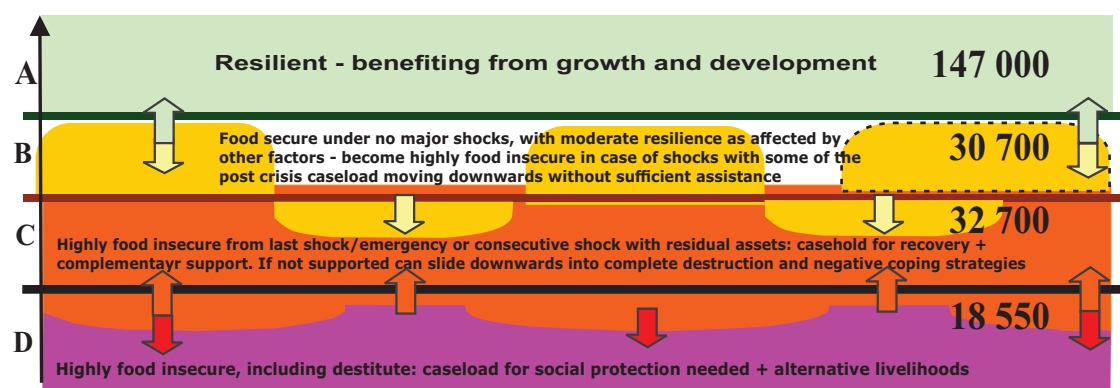 A
Resilient - benefiting from growth and development
147 000
B
Food secure under no major shocks, with moderate resilience as affected by
other factors - become highly food insecure in case of shocks with some of the
post crisis caseload moving downwards without sufficient assistance
30 700
C
32 700
Highly food insecure from last shock/emergency or consecutive shock with residual assets: casehold for recovery +
complementayr support. If not supported can slide downwards into complete destruction and negative coping strategies
D
18 550
Highly food insecure, including destitute: caseload for social protection needed + alternative livelihoods